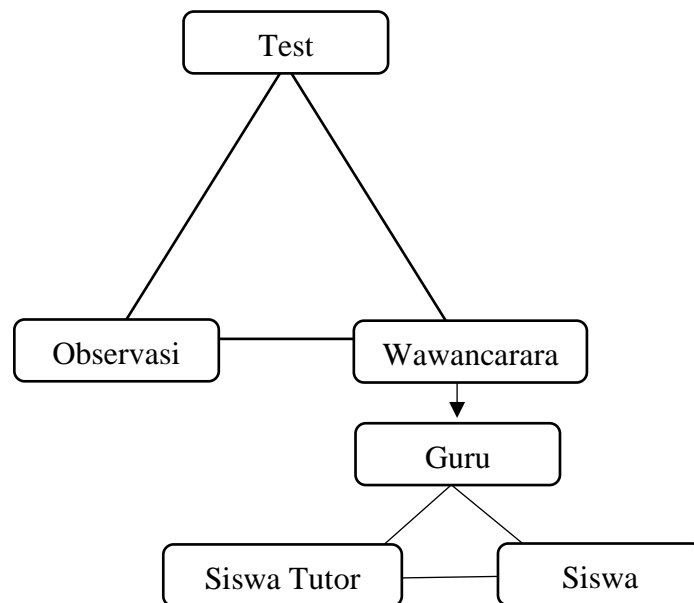 Test
Observasi
Wawancarara
Guru
Siswa Tutor
Siswa